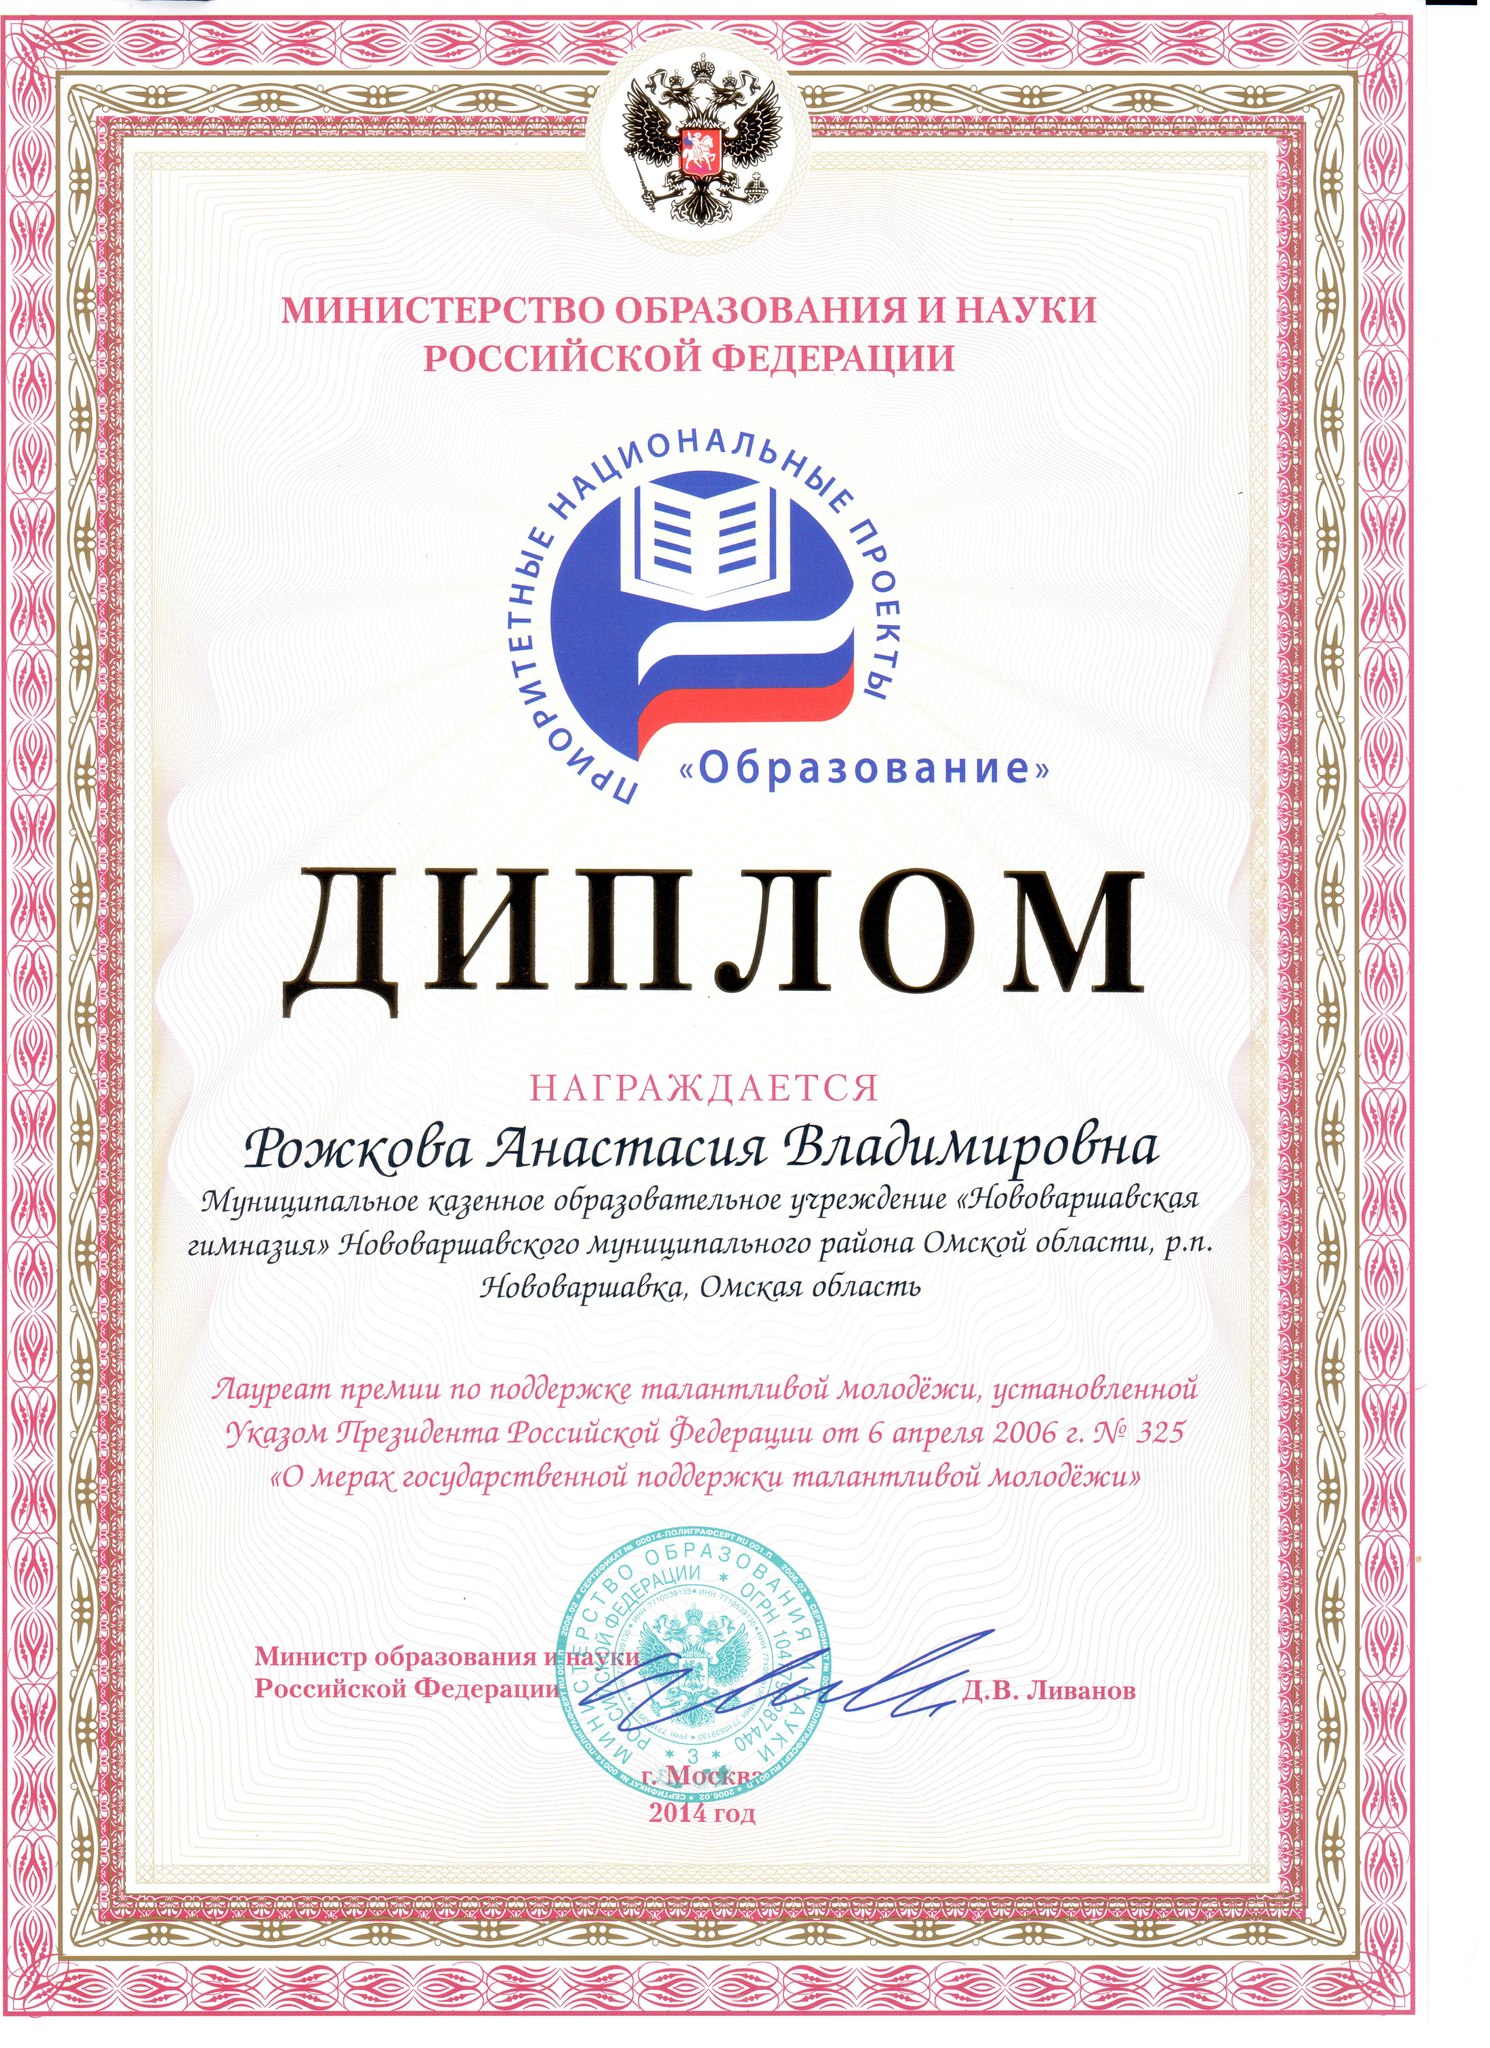 МИНИСТЕРСТВО ОБРАЗОВАНИЯ И НАУКИ
РОССИЙСКОЙ ФЕДЕРАЦИИ
ПРИОРИТЕТНЫЕ НАЦИОНАЛЬНЫЕ ПРОЕКТЫ
«Образование»
ДИПЛОМ
НАГРАЖДАЕТСЯ
Рожкова Анастасия Владимировна
Муниципальное казенное образовательное учреждение «Нововаршавская
гимназия» Нововаршавского муниципального района Омской области, р.п.
Нововаршавка, Омская область
Лауреат премии по поддержке талантливой молодёжи, установленной
Указом Президента Российской Федерации от 6 апреля 2006 г. № 325
«О мерах государственной поддержки талантливой молодёжи»
Министр образования и науки
Российской Федерации
Д.В. Ливанов
МИНИСТЕРСТВО ОБРАЗОВАНИЯ И НАУКИ
РОССИЙСКОЙ ФЕДЕРАЦИИ
* 3 *
г. Москва
2014 год